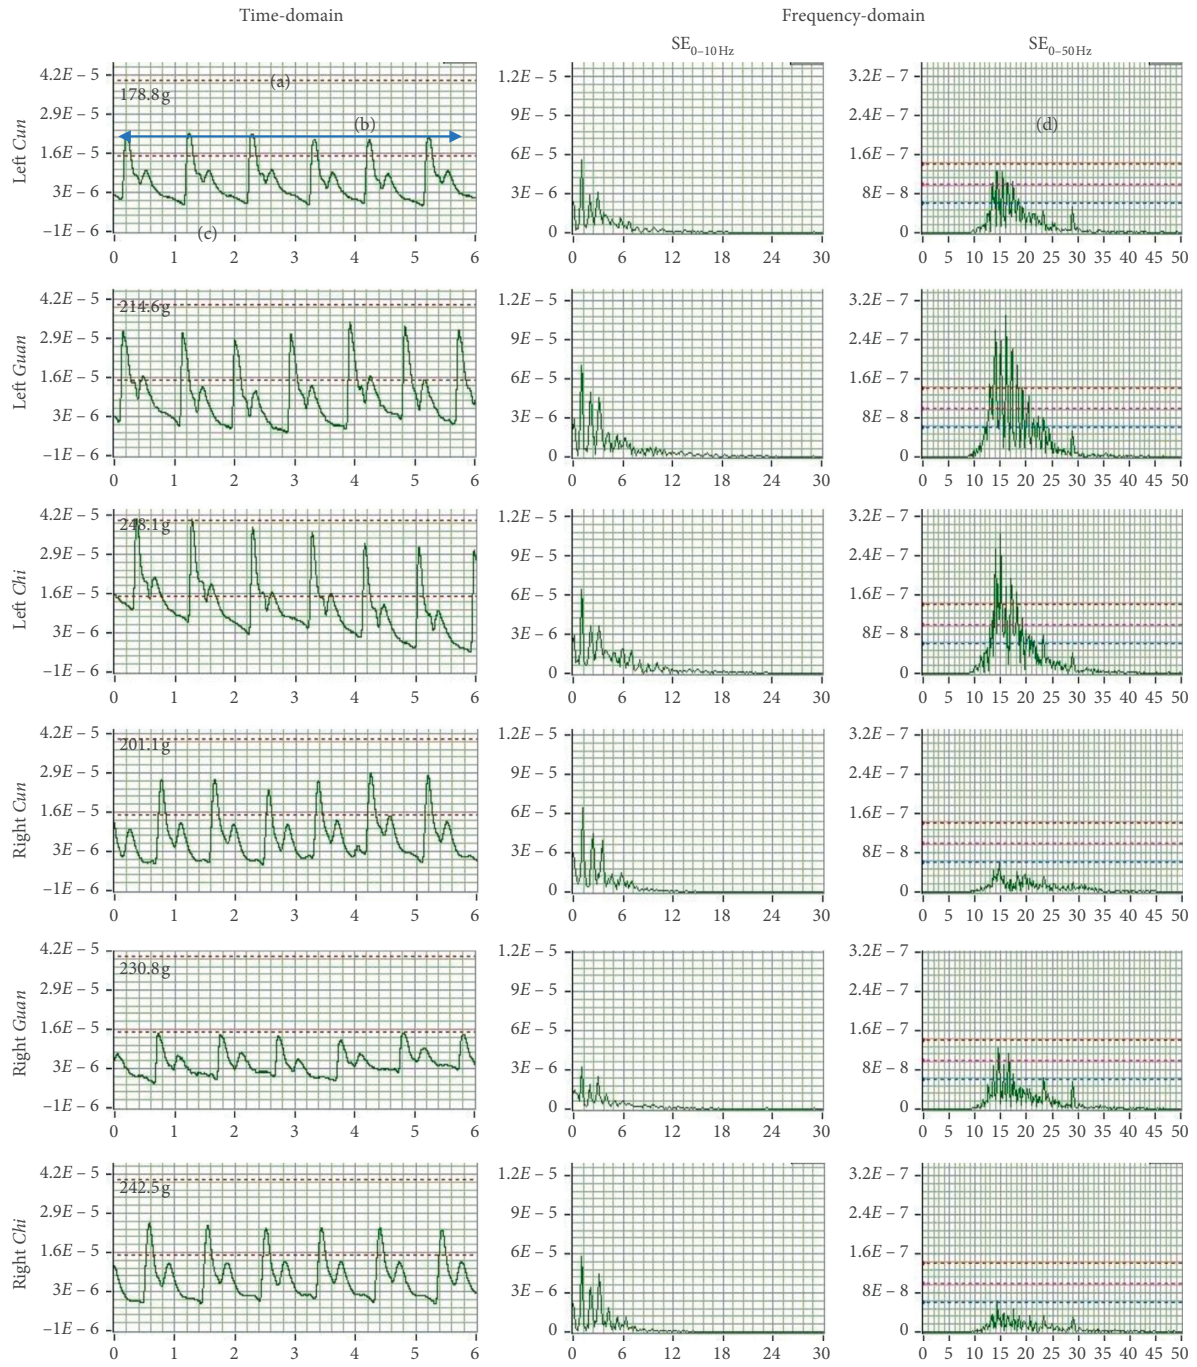 Time-domain Frequency-domain
SE0–10 Hz SE0–50 Hz
Left Cun
4.2E – 5
2.9E – 5
1.6E – 5
3E – 6
–1E – 6
178.8 g
(a)
(b)
(c)
0 1 2 3 4 5 6
1.2E – 5
9E – 5
6E – 6
3E – 6
0
0 6 12 18 24 30
3.2E – 7
2.4E – 7
1.6E – 7
8E – 8
0
(d)
0 5 10 15 20 25 30 35 40 45 50
Left Guan
4.2E – 5
2.9E – 5
1.6E – 5
3E – 6
–1E – 6
214.6 g
0 1 2 3 4 5 6
1.2E – 5
9E – 5
6E – 6
3E – 6
0
0 6 12 18 24 30
3.2E – 7
2.4E – 7
1.6E – 7
8E – 8
0
0 5 10 15 20 25 30 35 40 45 50
Left Chi
4.2E – 5
2.9E – 5
1.6E – 5
3E – 6
–1E – 6
248.1 g
0 1 2 3 4 5 6
1.2E – 5
9E – 5
6E – 6
3E – 6
0
0 6 12 18 24 30
3.2E – 7
2.4E – 7
1.6E – 7
8E – 8
0
0 5 10 15 20 25 30 35 40 45 50
Right Cun
4.2E – 5
2.9E – 5
1.6E – 5
3E – 6
–1E – 6
201.1 g
0 1 2 3 4 5 6
1.2E – 5
9E – 5
6E – 6
3E – 6
0
0 6 12 18 24 30
3.2E – 7
2.4E – 7
1.6E – 7
8E – 8
0
0 5 10 15 20 25 30 35 40 45 50
Right Guan
4.2E – 5
2.9E – 5
1.6E – 5
3E – 6
–1E – 6
230.8 g
0 1 2 3 4 5 6
1.2E – 5
9E – 5
6E – 6
3E – 6
0
0 6 12 18 24 30
3.2E – 7
2.4E – 7
1.6E – 7
8E – 8
0
0 5 10 15 20 25 30 35 40 45 50
Right Chi
4.2E – 5
2.9E – 5
1.6E – 5
3E – 6
–1E – 6
242.5 g
0 1 2 3 4 5 6
1.2E – 5
9E – 5
6E – 6
3E – 6
0
0 6 12 18 24 30
3.2E – 7
2.4E – 7
1.6E – 7
8E – 8
0
0 5 10 15 20 25 30 35 40 45 50